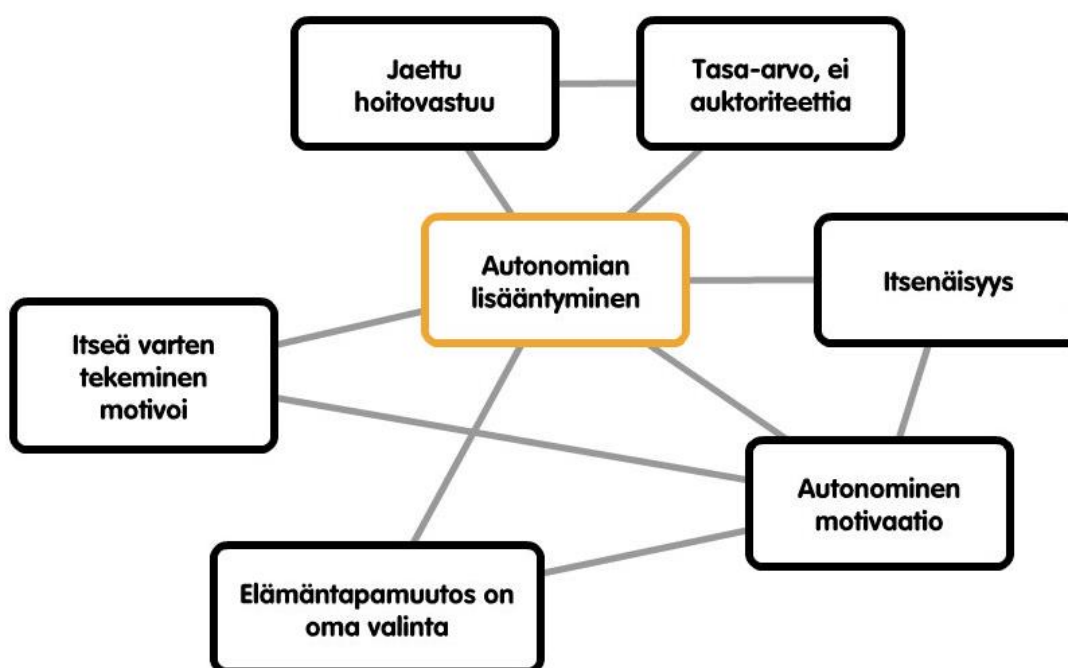 Jaettu
hoitovastuu
Tasa-arvo, ei
auktoriteettia
Autonomian
lisääntyminen
Itsenäisyys
Itseä varten
tekeminen
motivoi
Autonominen
motivaatio
Elämäntapamuutos on
oma valinta